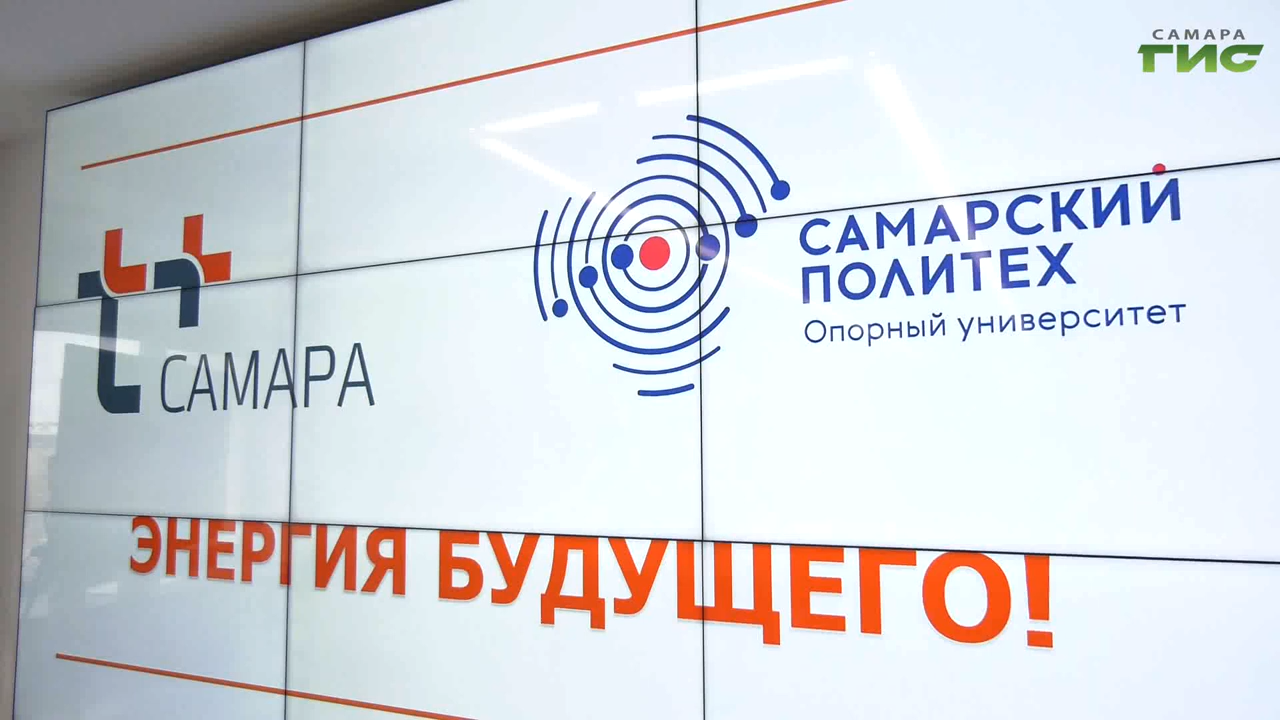 САМАРА
ГИС
САМАРСКИЙ
ПОЛИТЕХ
Опорный университет
САМАРА
ЭНЕРГИЯ БУДУЩЕГО!